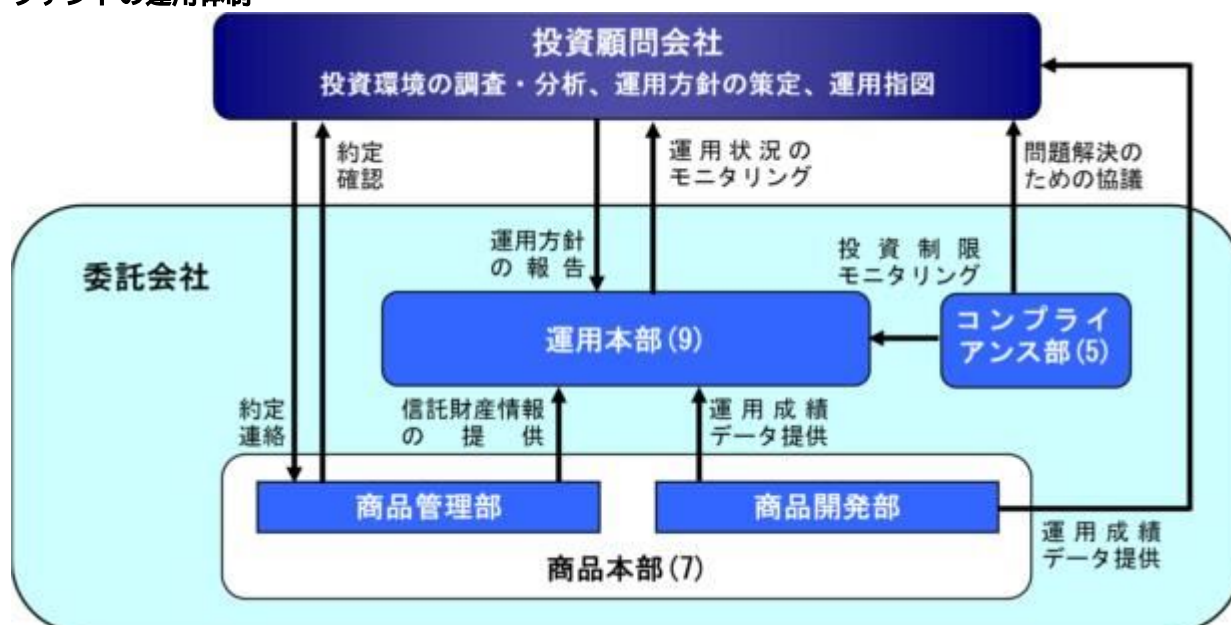 投資顧問会社
投資環境の調査・分析、運用方針の策定、運用指図
約定
確認
運用状況の
モニタリング
問題解決の
ための協議
運用方針
の報告
投資制限
モニタリング
委託会社
運用本部(9)
コンプライ
アンス部(5)
約定
連絡
信託財産情報
の提供
運用成績
データ提供
商品管理部
商品開発部
運用成績
データ提供
商品本部(7)